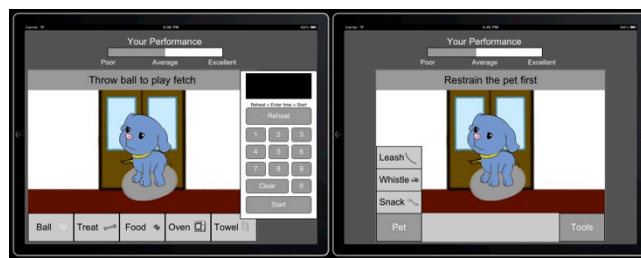 Your Performance
Poor Average Excellent
Throw ball to play fetch
Reheat > Enter time > Start
Reheat
1 2 3
4 5 6
7 8 9
Clear 0
Start
Ball Treat Food Oven Towel
Your Performance
Poor Average Excellent
Restrain the pet first
Leash
Whistle
Snack
Pet Tools